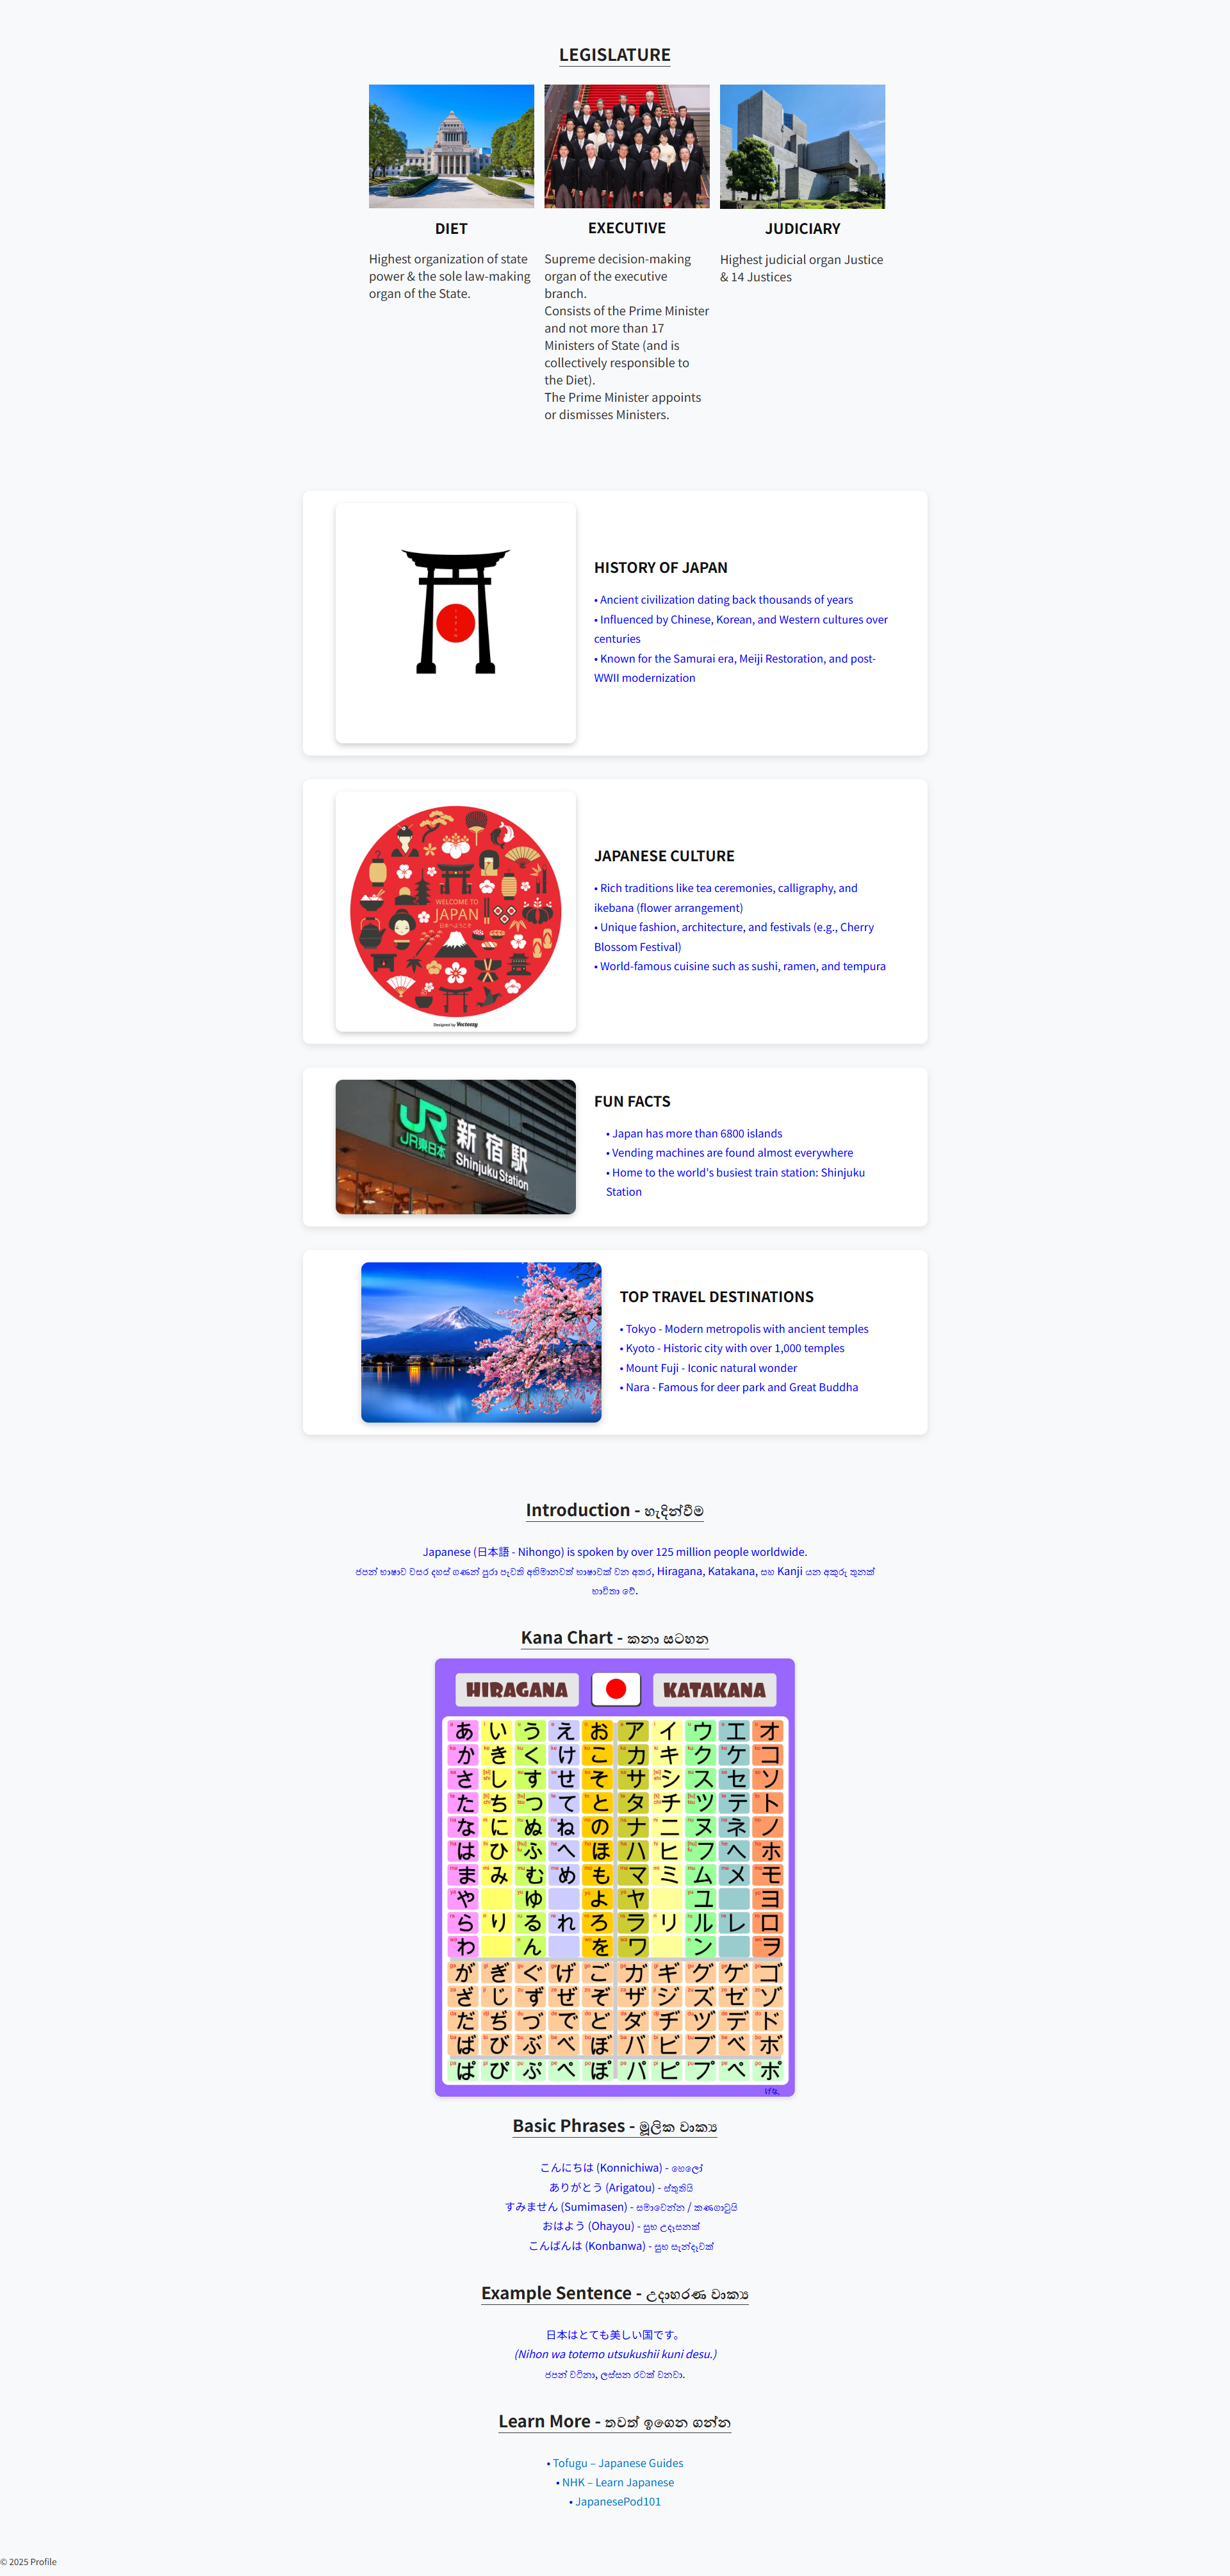 LEGISLATURE
DIET
Highest organization of state
power & the sole law-making
organ of the State.
EXECUTIVE
Supreme decision-making
organ of the executive
branch.
Consists of the Prime Minister
and not more than 17
Ministers of State (and is
collectively responsible to
the Diet).
The Prime Minister appoints
or dismisses Ministers.
JUDICIARY
Highest judicial organ Justice
& 14 Justices
HISTORY OF JAPAN
• Ancient civilization dating back thousands of years
• Influenced by Chinese, Korean, and Western cultures over
centuries
• Known for the Samurai era, Meiji Restoration, and post-
WWII modernization
WELCOME TO
JAPAN
日本へようこそ
Designed by Vecteezy
JAPANESE CULTURE
• Rich traditions like tea ceremonies, calligraphy, and
ikebana (flower arrangement)
• Unique fashion, architecture, and festivals (e.g., Cherry
Blossom Festival)
• World-famous cuisine such as sushi, ramen, and tempura
JR
JR東日本
新宿駅
Shinjuku Station
FUN FACTS
• Japan has more than 6800 islands
• Vending machines are found almost everywhere
• Home to the world's busiest train station: Shinjuku
Station
TOP TRAVEL DESTINATIONS
• Tokyo - Modern metropolis with ancient temples
• Kyoto - Historic city with over 1,000 temples
• Mount Fuji - Iconic natural wonder
• Nara - Famous for deer park and Great Buddha
Introduction - හැදින්වීම
Japanese (日本語 - Nihongo) is spoken by over 125 million people worldwide.
ජපන් භාෂාව වසර දහස් ගණන් පුරා පැවති අභිමානවත් භාෂාවක් වන අතර, Hiragana, Katakana, සහ Kanji යන අකුරු තුනක්
භාවිතා වේ.
Kana Chart - කනා සටහන
HIRAGANA KATAKANA
あ い う え お ア イ ウ エ オ
か き く け こ カ キ ク ケ コ
さ し す せ そ サ シ ス セ ソ
た ち つ て と タ チ ツ テ ト
な に ぬ ね の ナ ニ ヌ ネ ノ
は ひ ふ へ ほ ハ ヒ フ ヘ ホ
ま み む め も マ ミ ム メ モ
や ゆ よ ヤ ユ ヨ
ら り る れ ろ ラ リ ル レ ロ
わ ん を ワ ン ヲ
が ぎ ぐ げ ご ガ ギ グ ゲ ゴ
ざ じ ず ぜ ぞ ザ ジ ズ ゼ ゾ
だ ぢ づ で ど ダ ヂ ヅ デ ド
ば び ぶ べ ぼ バ ビ ブ ベ ボ
ぱ ぴ ぷ ぺ ぽ パ ピ プ ペ ポ
Basic Phrases - මූලික වාක්‍ය
こんにちは (Konnichiwa) - හෙලෝ
ありがとう (Arigatou) - ස්තුතියි
すみません (Sumimasen) - සමාවෙන්න / කණගාටුයි
おはよう (Ohayou) - සුභ උදෑසනක්
こんばんは (Konbanwa) - සුභ සැන්දෑවක්
Example Sentence - උදාහරණ වාක්‍ය
日本はとても美しい国です。
(Nihon wa totemo utsukushii kuni desu.)
ජපන් වටිනා, ලස්සන රටක් වනවා.
Learn More - තවත් ඉගෙන ගන්න
• Tofugu – Japanese Guides
• NHK – Learn Japanese
• JapanesePod101
© 2025 Profile